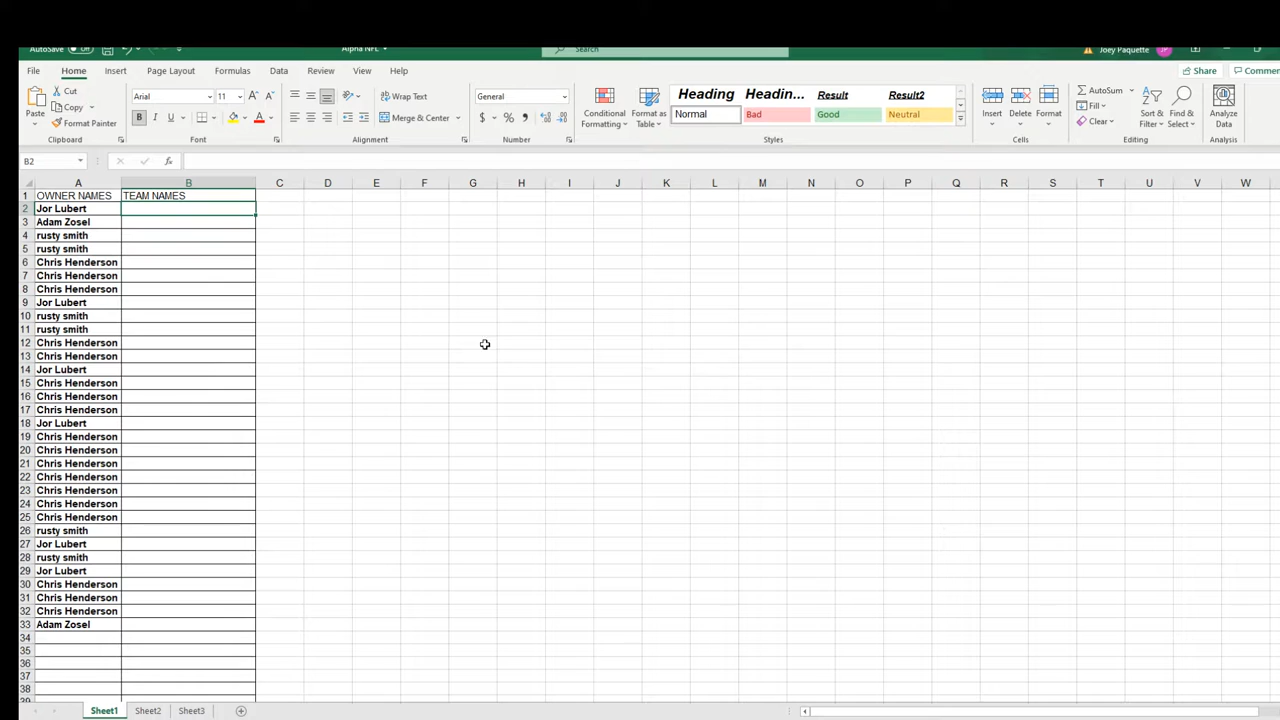 AutoSave Off Alpha NFL Search Joey Paquette JP
File Home Insert Page Layout Formulas Data Review View Help Share Comme
Paste Cut Copy Format Painter Clipboard
Arial 11 B I U A Font
Wrap Text Merge & Center Alignment
General $ % Number
Conditional Formatting Format as Table Heading Headin... Result Result2 Normal Bad Good Neutral Styles
Insert Delete Format Cells
AutoSum Fill Clear Sort & Filter Find & Select Editing
Analyze Data Analysis
B2 fx
A B C D E F G H I J K L M N O P Q R S T U V W
1 OWNER NAMES TEAM NAMES
2 Jor Lubert
3 Adam Zosel
4 rusty smith
5 rusty smith
6 Chris Henderson
7 Chris Henderson
8 Chris Henderson
9 Jor Lubert
10 rusty smith
11 rusty smith
12 Chris Henderson
13 Chris Henderson
14 Jor Lubert
15 Chris Henderson
16 Chris Henderson
17 Chris Henderson
18 Jor Lubert
19 Chris Henderson
20 Chris Henderson
21 Chris Henderson
22 Chris Henderson
23 Chris Henderson
24 Chris Henderson
25 Chris Henderson
26 rusty smith
27 Jor Lubert
28 rusty smith
29 Jor Lubert
30 Chris Henderson
31 Chris Henderson
32 Chris Henderson
33 Adam Zosel
34
35
36
37
38
39
Sheet1 Sheet2 Sheet3